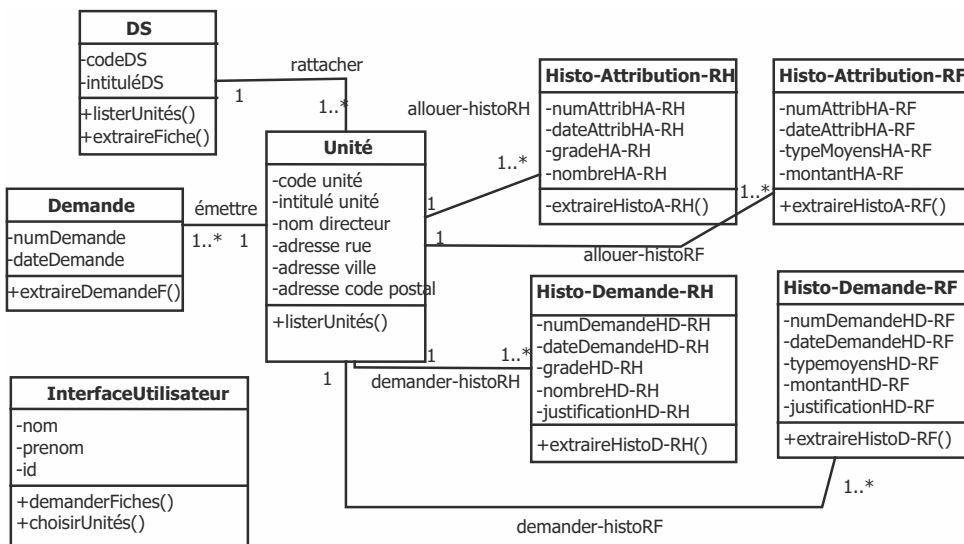 DS
-codeDS
-intituléDS
+listerUnités()
+extraireFiche()
rattacher
1
1..*
Histo-Attribution-RH
-numAttribHA-RH
-dateAttribHA-RH
-gradeHA-RH
-nombreHA-RH
-extraireHistoA-RH()
Histo-Attribution-RF
-numAttribHA-RF
-dateAttribHA-RF
-typeMoyensHA-RF
-montantHA-RF
+extraireHistoA-RF()
allouer-histoRH
1..*
1
1..*
1
allouer-histoRF
Unité
-code unité
-intitulé unité
-nom directeur
-adresse rue
-adresse ville
-adresse code postal
+listerUnités()
Demande
-numDemande
-dateDemande
+extraireDemandeF()
émettre
1..*
1
Histo-Demande-RH
-numDemandeHD-RH
-dateDemandeHD-RH
-gradeHD-RH
-nombreHD-RH
-justificationHD-RH
+extraireHistoD-RH()
Histo-Demande-RF
-numDemandeHD-RF
-dateDemandeHD-RF
-typemoyensHD-RF
-montantHD-RF
-justificationHD-RF
+extraireHistoD-RF()
1
1..*
demander-histoRH
1
1..*
demander-histoRF
InterfaceUtilisateur
-nom
-prenom
-id
+demanderFiches()
+choisirUnités()